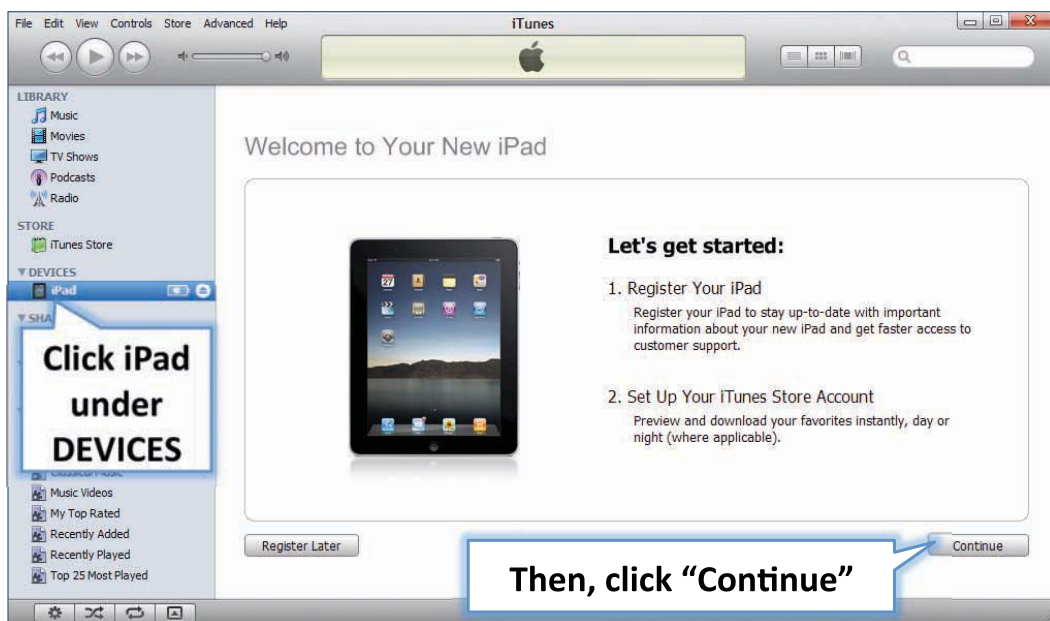 File Edit View Controls Store Advanced Help
iTunes
LIBRARY
Music
Movies
TV Shows
Podcasts
Radio
STORE
iTunes Store
DEVICES
iPad
SHA
Click iPad
under
DEVICES
Classical Music
Music Videos
My Top Rated
Recently Added
Recently Played
Top 25 Most Played
Welcome to Your New iPad
27
Let's get started:
1. Register Your iPad
Register your iPad to stay up-to-date with important
information about your new iPad and get faster access to
customer support.
2. Set Up Your iTunes Store Account
Preview and download your favorites instantly, day or
night (where applicable).
Register Later
Continue
Then, click “Continue”